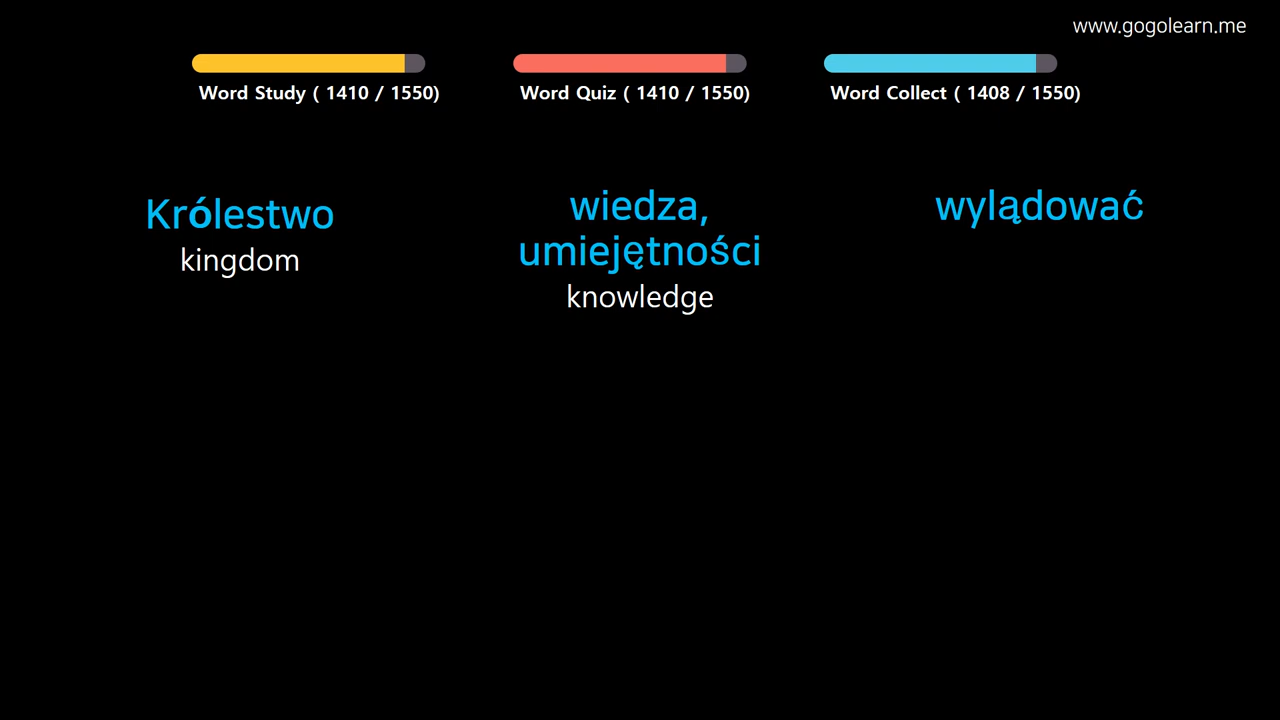 www.gogolearn.me
Word Study ( 1410 / 1550)
Word Quiz ( 1410 / 1550)
Word Collect ( 1408 / 1550)
Królestwo
kingdom
wiedza,
umiejętności
knowledge
wylądować